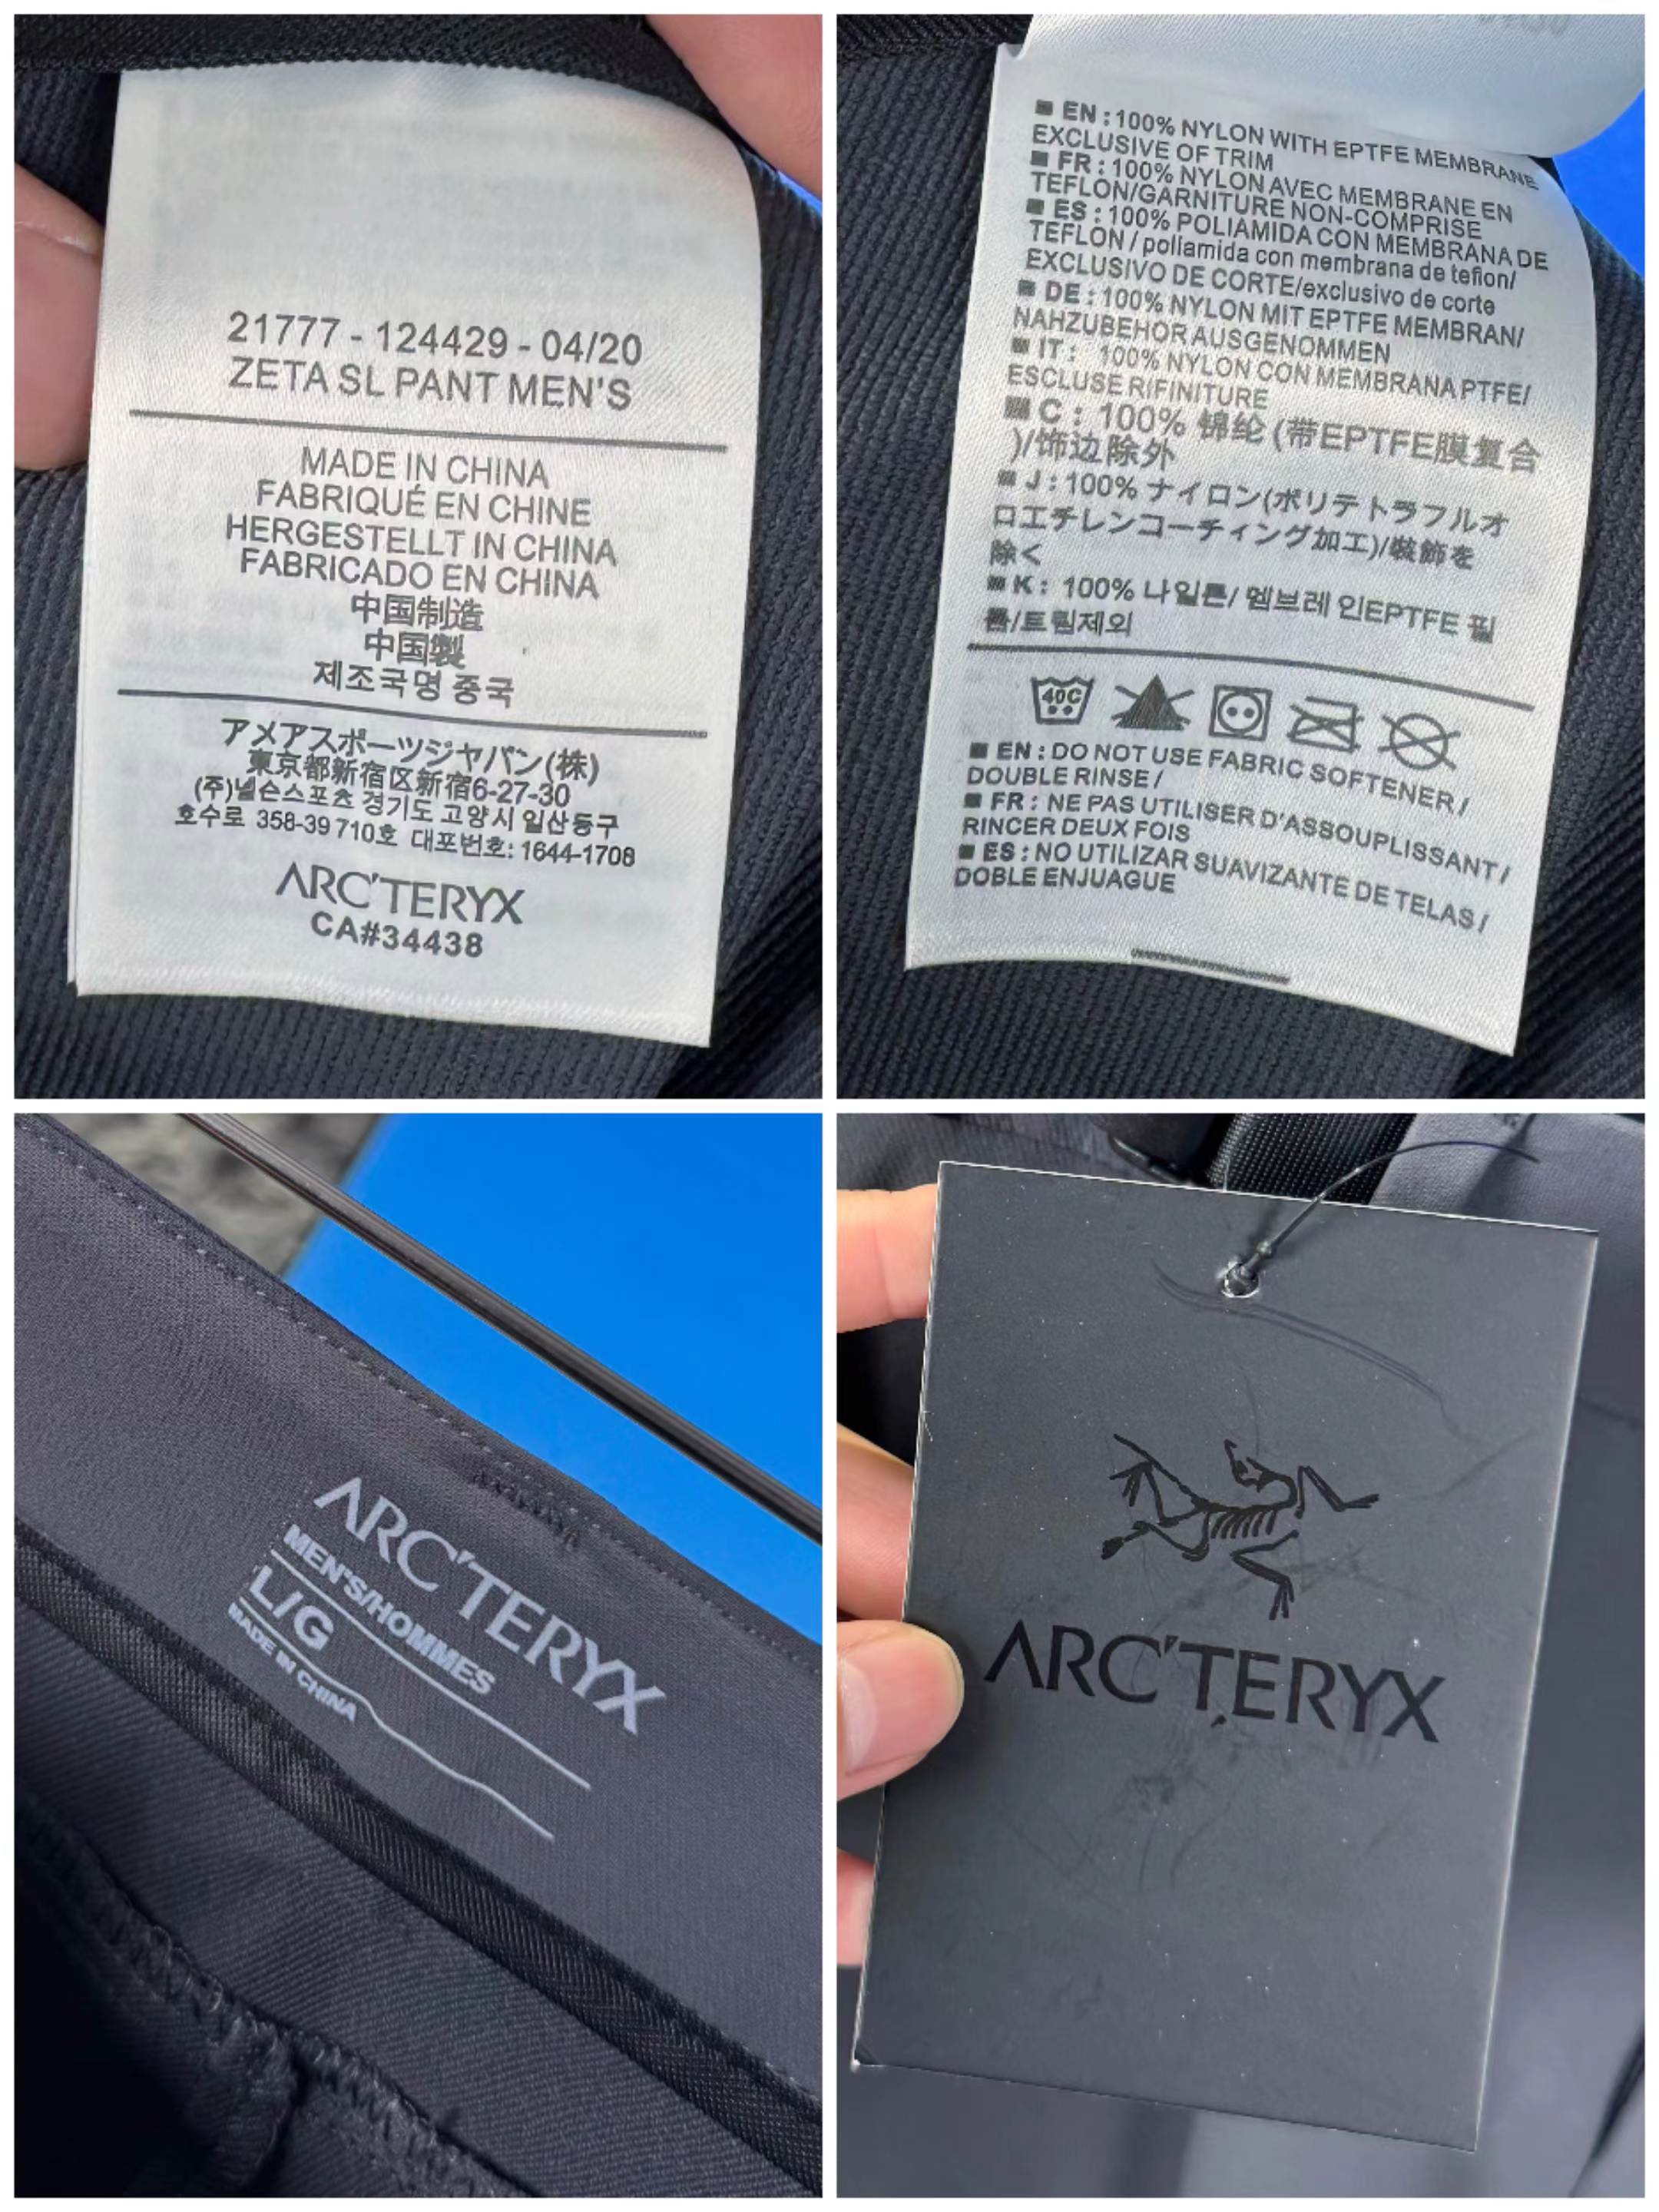 21777 - 124429 - 04/20
ZETA SL PANT MEN'S
MADE IN CHINA
FABRIQUÉ EN CHINE
HERGESTELLT IN CHINA
FABRICADO EN CHINA
中国制造
中国製
제조국명 중국
アメアスポーツジャパン(株)
東京都新宿区新宿6-27-30
(주)넬슨스포츠 경기도 고양시 일산동구
호수로 358-39 710호 대포번호: 1644-1708
ARC'TERYX
CA#34438
EN : 100% NYLON WITH EPTFE MEMBRANE
EXCLUSIVE OF TRIM
FR : 100% NYLON AVEC MEMBRANE EN
TEFLON/GARNITURE NON-COMPRISE
ES : 100% POLIAMIDA CON MEMBRANA DE
TEFLON / poliamida con membrana de teflon/
EXCLUSIVO DE CORTE/exclusivo de corte
DE : 100% NYLON MIT EPTFE MEMBRAN/
NAHZUBEHOR AUSGENOMMEN
IT : 100% NYLON CON MEMBRANA PTFE/
ESCLUSE RIFINITURE
C : 100% 锦纶 (带EPTFE膜复合
)/饰边除外
J : 100% ナイロン(ポリテトラフルオ
ロエチレンコーティング加工)/装飾を
除く
K : 100% 나일론/ 멤브레 인EPTFE 필
름/트림제외
40C
EN : DO NOT USE FABRIC SOFTENER /
DOUBLE RINSE /
FR : NE PAS UTILISER D'ASSOUPLISSANT /
RINCER DEUX FOIS
ES : NO UTILIZAR SUAVIZANTE DE TELAS /
DOBLE ENJUAGUE
ARC'TERYX
MEN'S/HOMMES
L/G
MADE IN CHINA
ARC'TERYX